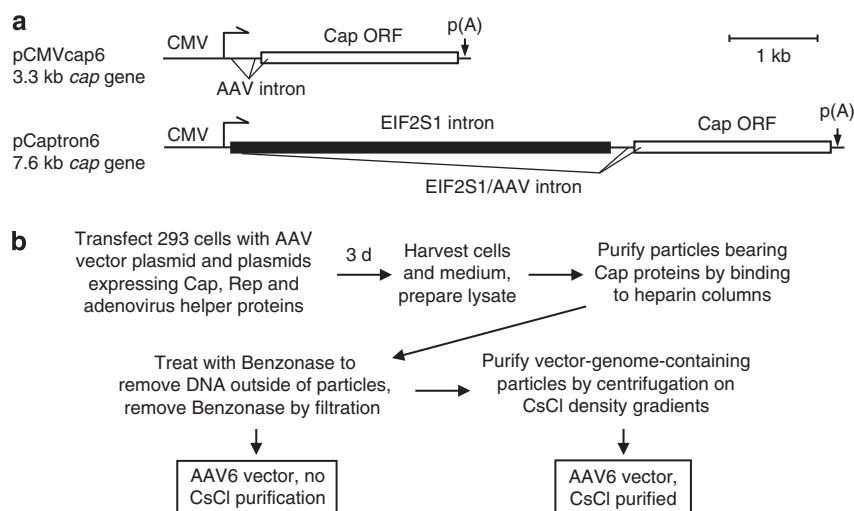 a
pCMVcap6
3.3 kb cap gene
CMV
Cap ORF
p(A)
AAV intron
1 kb
pCaptron6
7.6 kb cap gene
CMV
EIF2S1 intron
Cap ORF
p(A)
EIF2S1/AAV intron
b
Transfect 293 cells with AAV
vector plasmid and plasmids
expressing Cap, Rep and
adenovirus helper proteins
3 d
Harvest cells
and medium,
prepare lysate
Purify particles bearing
Cap proteins by binding
to heparin columns
Treat with Benzonase to
remove DNA outside of particles,
remove Benzonase by filtration
Purify vector-genome-containing
particles by centrifugation on
CsCl density gradients
AAV6 vector, no
CsCl purification
AAV6 vector,
CsCl purified